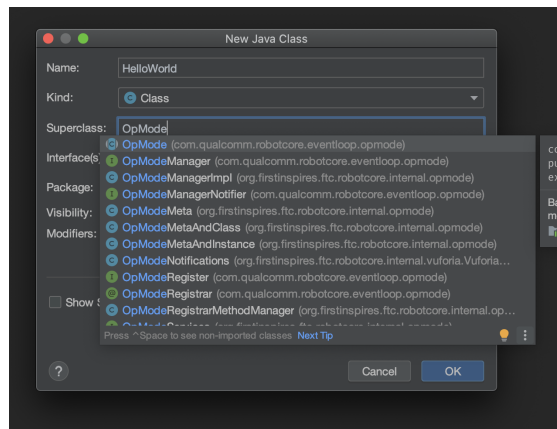 New Java Class
Name: HelloWorld
Kind: Class
Superclass: OpMode
Interface(s)
Package:
Visibility:
Modifiers:
OpMode (com.qualcomm.robotcore.eventloop.opmode)
OpModeManager (com.qualcomm.robotcore.eventloop.opmode)
OpModeManagerImpl (org.firstinspires.ftc.robotcore.internal.opmode)
OpModeManagerNotifier (com.qualcomm.robotcore.eventloop.opmode)
OpModeMeta (org.firstinspires.ftc.robotcore.internal.opmode)
OpModeMetaAndClass (org.firstinspires.ftc.robotcore.internal.opmode)
OpModeMetaAndInstance (org.firstinspires.ftc.robotcore.internal.opmode)
OpModeNotifications (org.firstinspires.ftc.robotcore.internal.vuforia.Vuforia...
OpModeRegister (com.qualcomm.robotcore.eventloop.opmode)
OpModeRegistrar (com.qualcomm.robotcore.eventloop.opmode)
OpModeRegistrarMethodManager (org.firstinspires.ftc.robotcore.internal.op...
Show
Press ^Space to see non-imported classes Next Tip
? Cancel OK